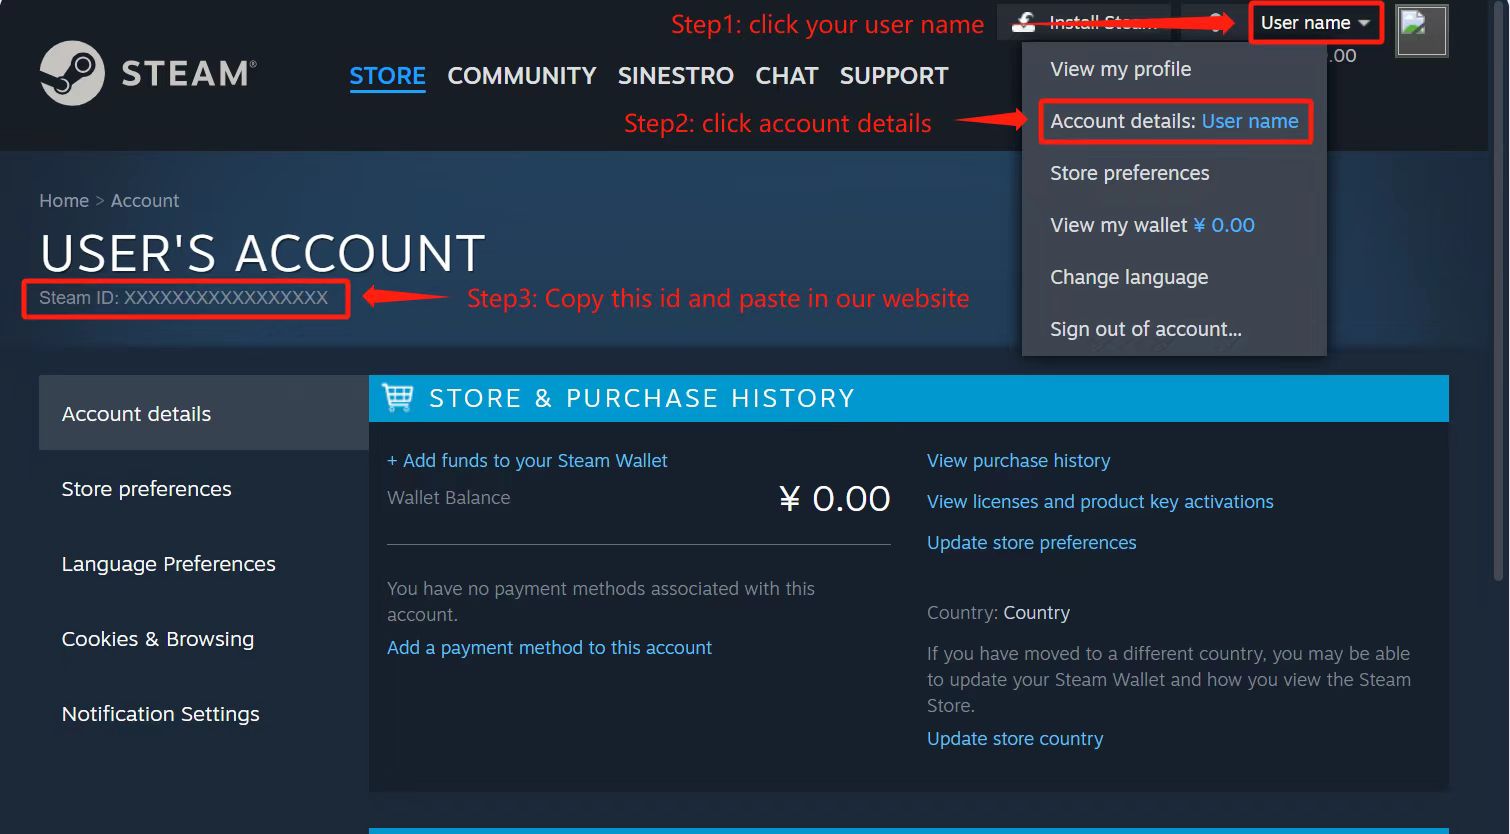 Step1: click your user name
Install Steam
User name
.00
STEAM®
STORE COMMUNITY SINESTRO CHAT SUPPORT
View my profile
Step2: click account details
Account details: User name
Store preferences
View my wallet ¥ 0.00
Change language
Sign out of account...
Home > Account
USER'S ACCOUNT
Steam ID: XXXXXXXXXXXXXXXXX
Step3: Copy this id and paste in our website
Account details
Store preferences
Language Preferences
Cookies & Browsing
Notification Settings
STORE & PURCHASE HISTORY
+ Add funds to your Steam Wallet
Wallet Balance ¥ 0.00
You have no payment methods associated with this
account.
Add a payment method to this account
View purchase history
View licenses and product key activations
Update store preferences
Country: Country
If you have moved to a different country, you may be able
to update your Steam Wallet and how you view the Steam
Store.
Update store country